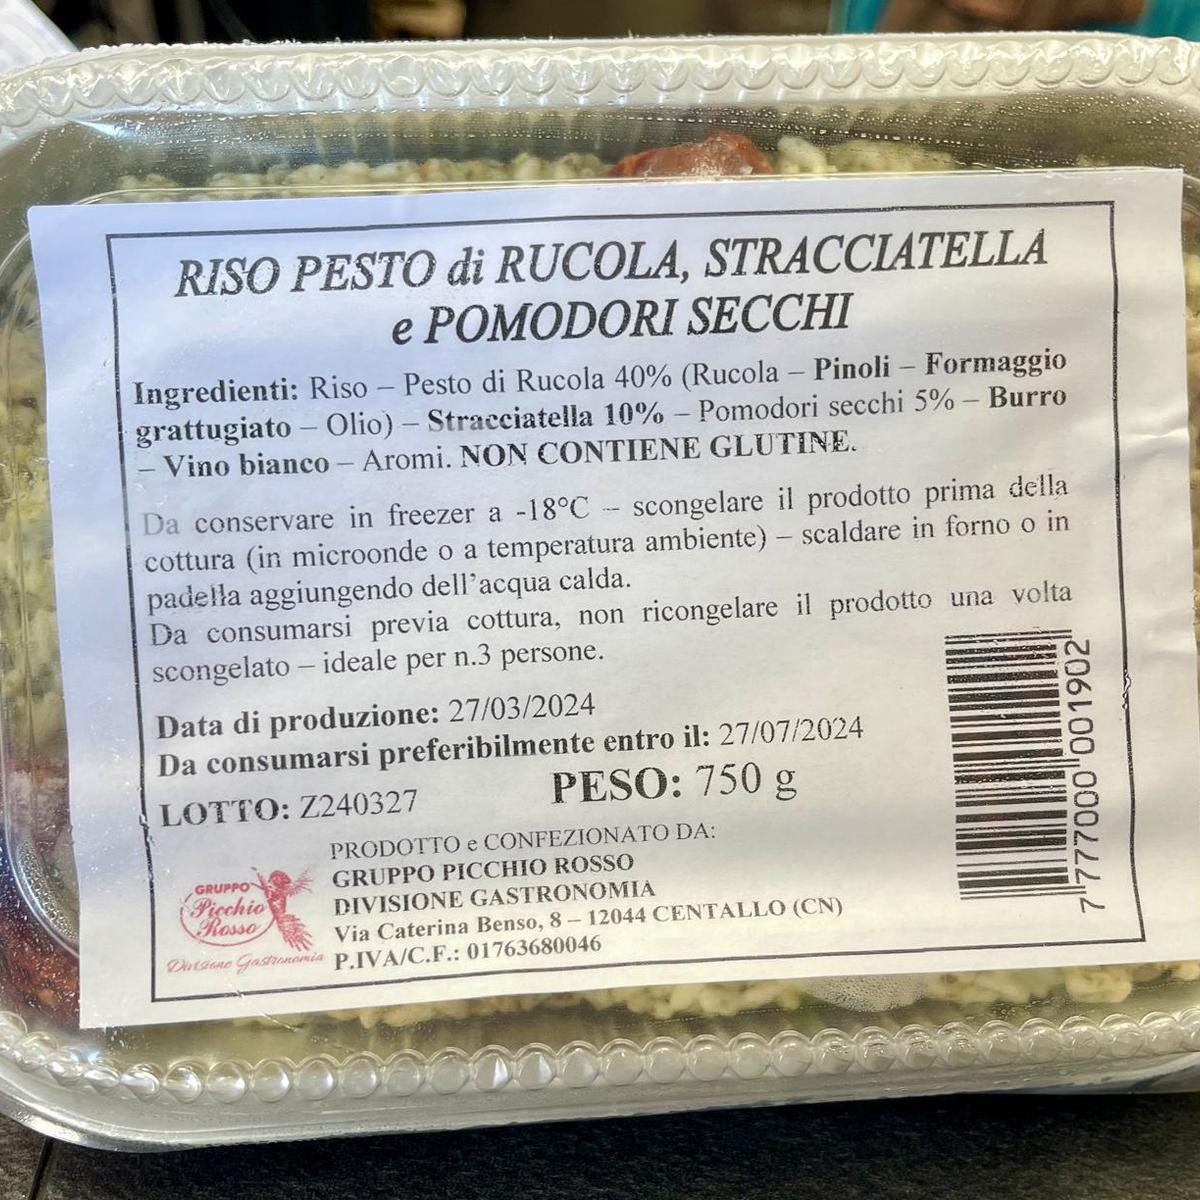 RISO PESTO di RUCOLA, STRACCIATELLA
e POMODORI SECCHI
Ingredienti: Riso – Pesto di Rucola 40% (Rucola – Pinoli – Formaggio
grattugiato – Olio) – Stracciatella 10% – Pomodori secchi 5% – Burro
– Vino bianco – Aromi. NON CONTIENE GLUTINE.
Da conservare in freezer a -18°C – scongelare il prodotto prima della
cottura (in microonde o a temperatura ambiente) – scaldare in forno o in
padella aggiungendo dell'acqua calda.
Da consumarsi previa cottura, non ricongelare il prodotto una volta
scongelato – ideale per n.3 persone.
Data di produzione: 27/03/2024
Da consumarsi preferibilmente entro il: 27/07/2024
PESO: 750 g
LOTTO: Z240327
PRODOTTO e CONFEZIONATO DA:
GRUPPO PICCHIO ROSSO
DIVISIONE GASTRONOMIA
Via Caterina Benso, 8 – 12044 CENTALLO (CN)
P.IVA/C.F.: 01763680046
GRUPPO
Picchio
Rosso
Divisione Gastronomia
7 777000 001902